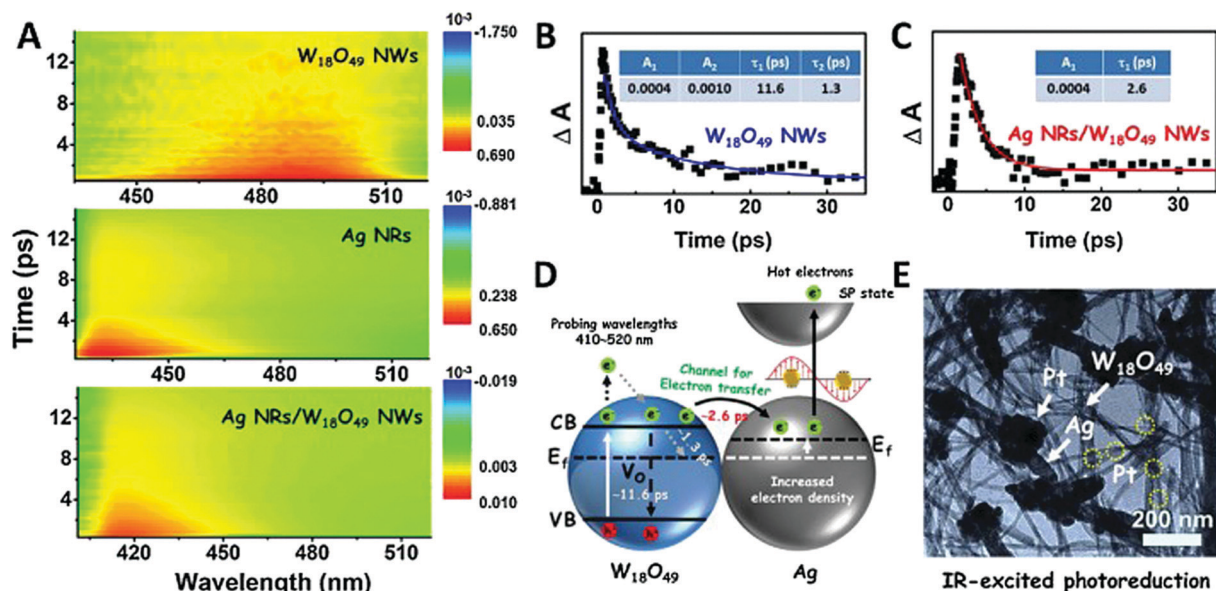 A
Time (ps)
12
8
4
W18O49 NWs
450
480
510
10-3
-1.750
0.035
0.690
12
8
4
Ag NRs
450
480
510
10-3
-0.881
0.238
0.650
12
8
4
Ag NRs/W18O49 NWs
420
450
480
510
10-3
-0.019
0.003
0.010
Wavelength (nm)
B
A1 A2 τ1 (ps) τ2 (ps)
0.0004 0.0010 11.6 1.3
W18O49 NWs
Δ A
0 10 20 30
Time (ps)
C
A1 τ1 (ps)
0.0004 2.6
Ag NRs/W18O49 NWs
Δ A
0 10 20 30
Time (ps)
D
Hot electrons
e-
SP state
Probing wavelengths
410~520 nm
e-
Channel for
Electron transfer
~2.6 ps
CB
e- e- e-
e- e-
~1.3 ps
Ef
VO
Ef
~11.6 ps
Increased
electron density
VB
h+ h+
W18O49
Ag
E
W18O49
Pt
Ag
Pt
200 nm
IR-excited photoreduction